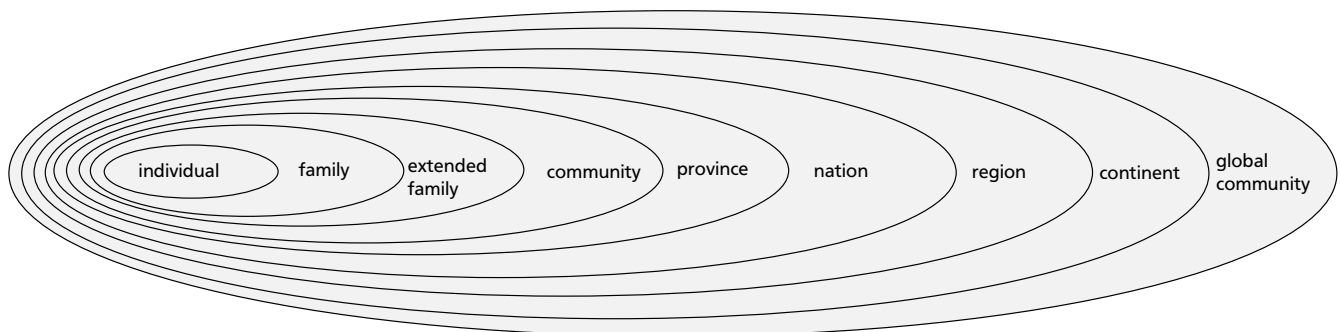 individual
family
extended
family
community
province
nation
region
continent
global
community